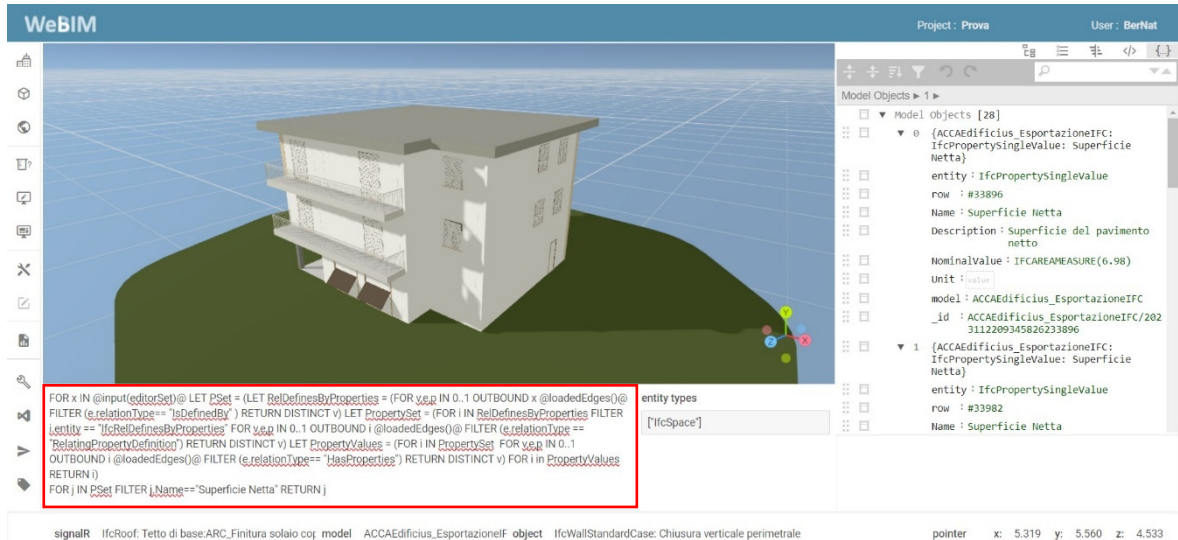 WeBIM
Project : Prova
User : BerNat
Model Objects ▶ 1 ▶
▼ Model Objects [28]
▼ 0 {ACCAEdificius_EsportazioneIFC:
IfcPropertySingleValue: Superficie
Netta}
entity : IfcPropertySingleValue
row : #33896
Name : Superficie Netta
Description : Superficie del pavimento
netto
NominalValue : IFCAREAMEASURE(6.98)
Unit : value
model : ACCAEdificius_EsportazioneIFC
_id : ACCAEdificius_EsportazioneIFC/202
3112209345826233896
▼ 1 {ACCAEdificius_EsportazioneIFC:
IfcPropertySingleValue: Superficie
Netta}
entity : IfcPropertySingleValue
row : #33982
Name : Superficie Netta
Y
Z
X
FOR x IN @input(editorSet)@ LET PSet = (LET RelDefinesByProperties = (FOR v,e,p IN 0..1 OUTBOUND x @loadedEdges()@
FILTER (e.relationType== "IsDefinedBy" ) RETURN DISTINCT v) LET PropertySet = (FOR i IN RelDefinesByProperties FILTER
i.entity == "IfcRelDefinesByProperties" FOR v,e,p IN 0..1 OUTBOUND i @loadedEdges()@ FILTER (e.relationType ==
"RelatingPropertyDefinition") RETURN DISTINCT v) LET PropertyValues = (FOR i IN PropertySet FOR v,e,p IN 0..1
OUTBOUND i @loadedEdges()@ FILTER (e.relationType== "HasProperties") RETURN DISTINCT v) FOR i in PropertyValues
RETURN i)
FOR j IN PSet FILTER j.Name=="Superficie Netta" RETURN j
entity types
["IfcSpace"]
signalR IfcRoof: Tetto di base:ARC_Finitura solaio cop model ACCAEdificius_EsportazioneIF object IfcWallStandardCase: Chiusura verticale perimetrale
pointer x: 5.319 y: 5.560 z: 4.533